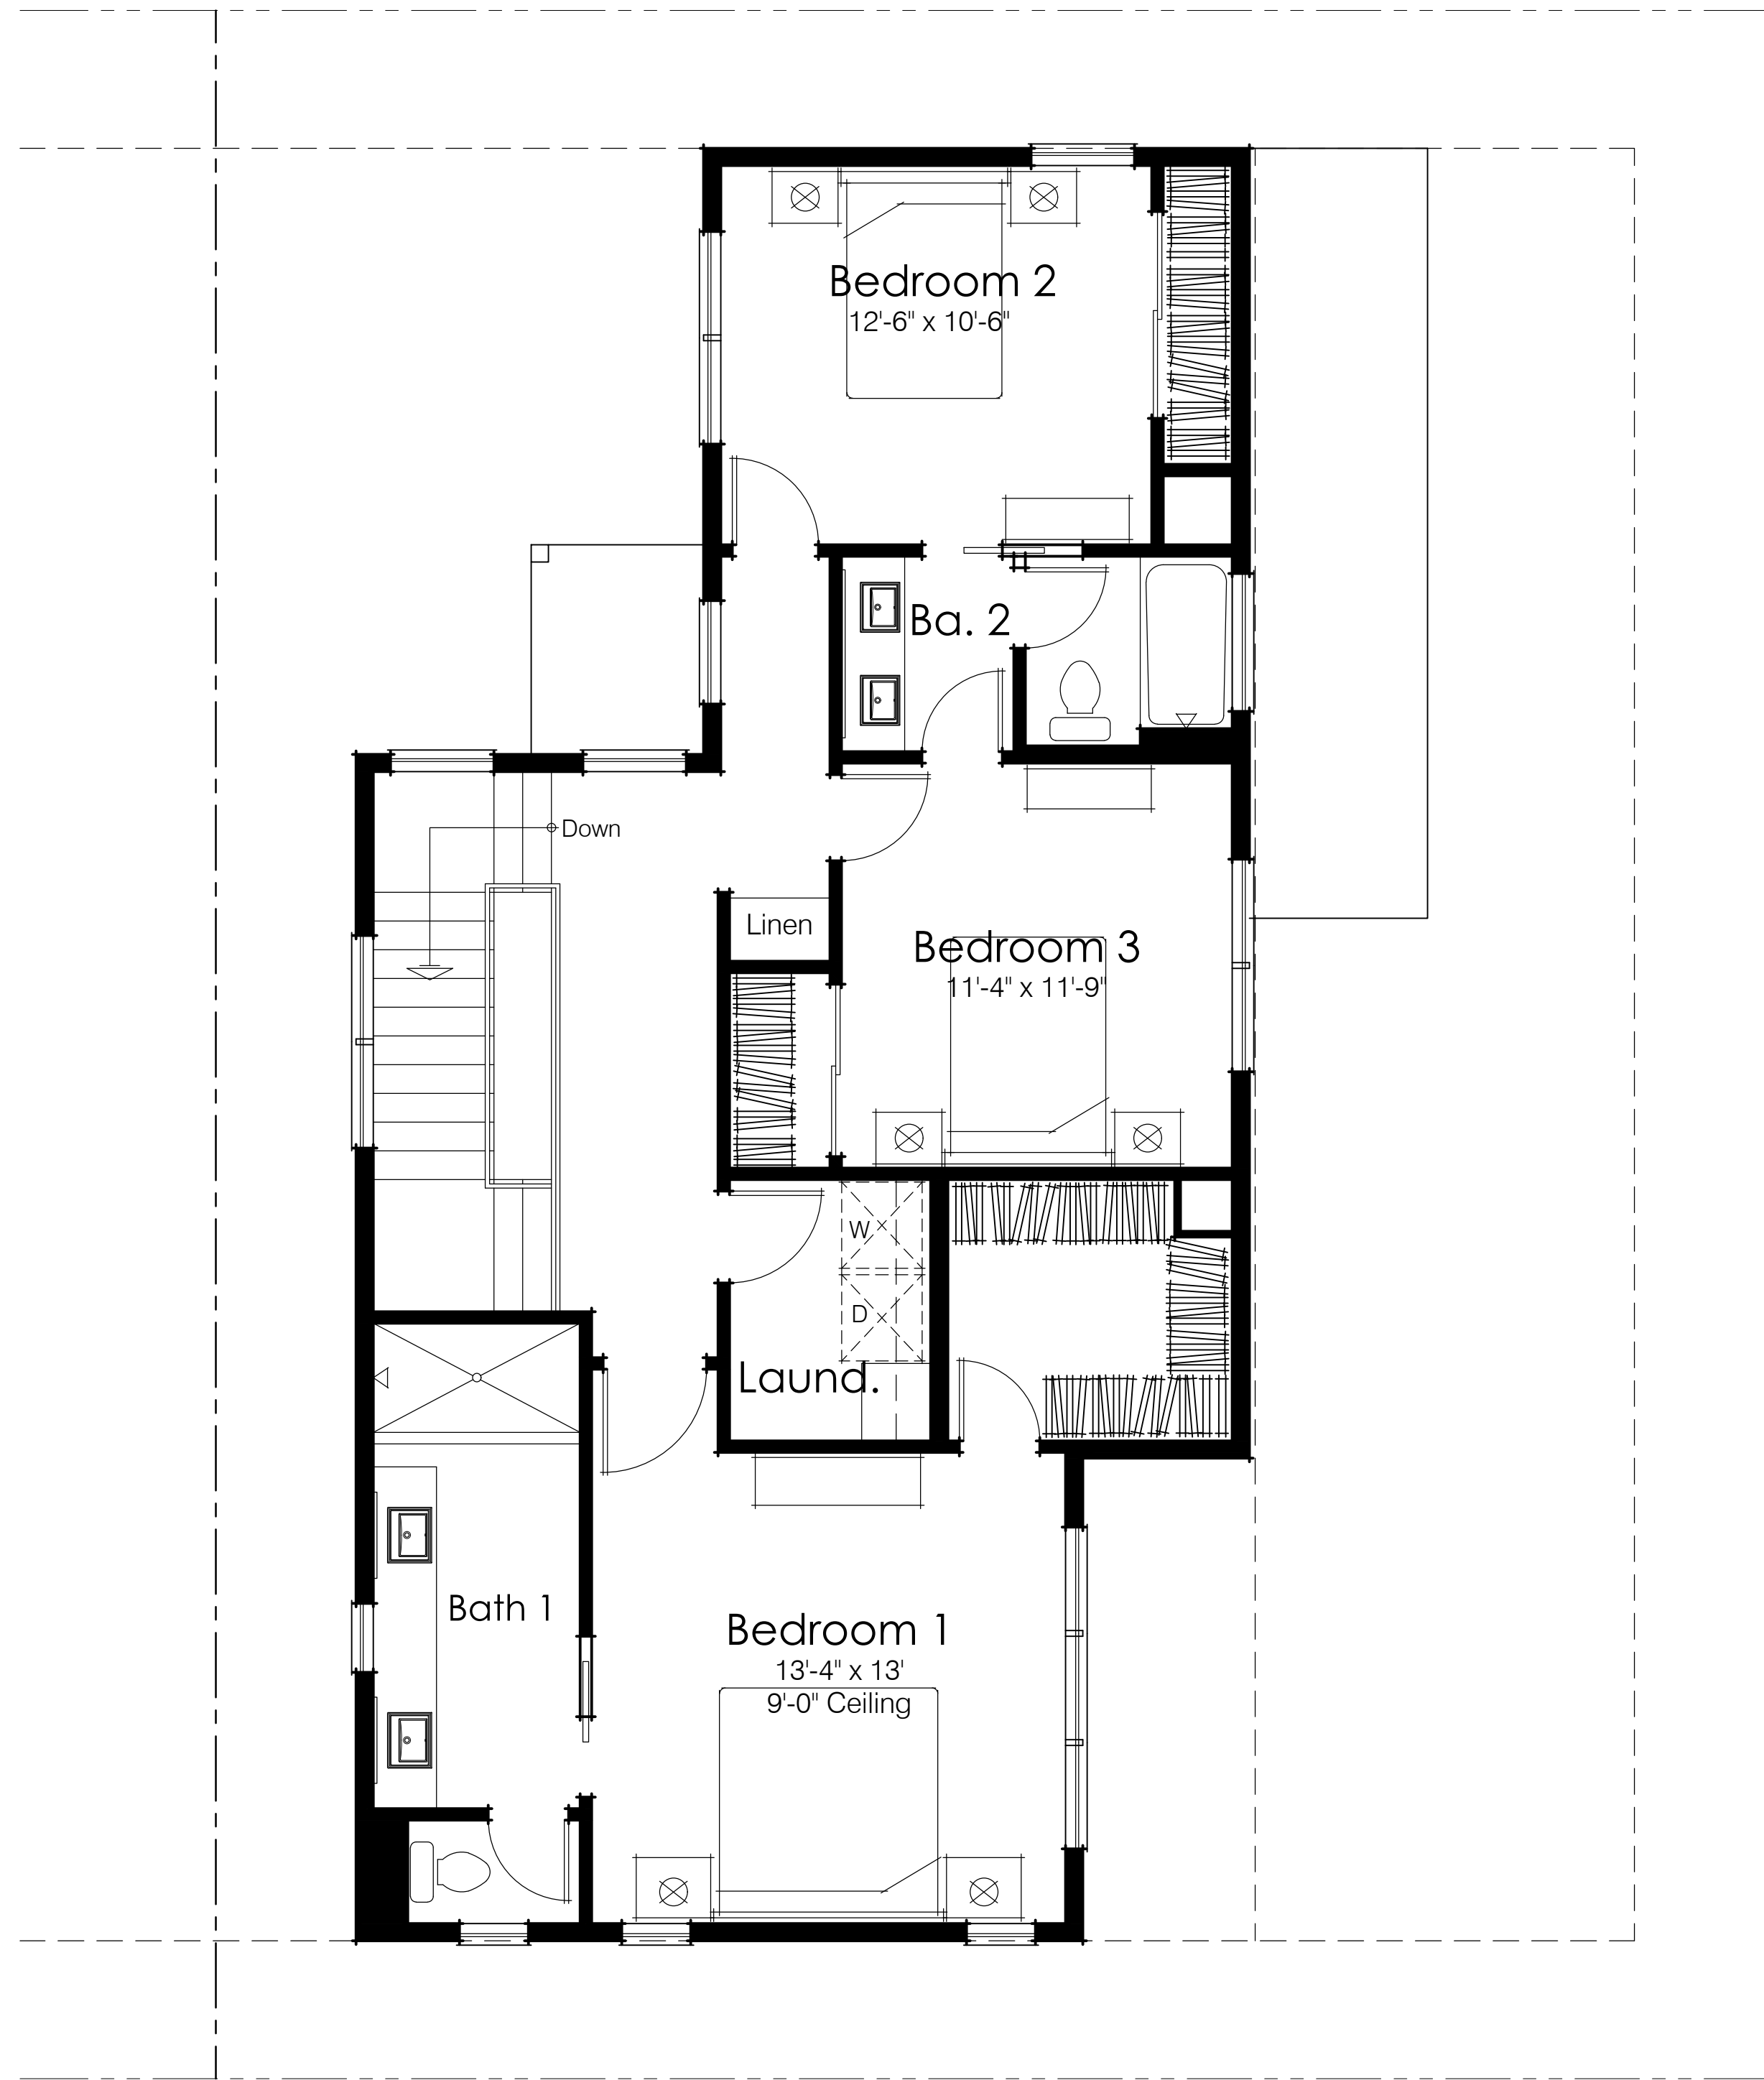 Bedroom 2
12'-6" x 10'-6"
Ba. 2
Down
Linen
Bedroom 3
11'-4" x 11'-9"
W
D
Laund.
Bath 1
Bedroom 1
13'-4" x 13'
9'-0" Ceiling